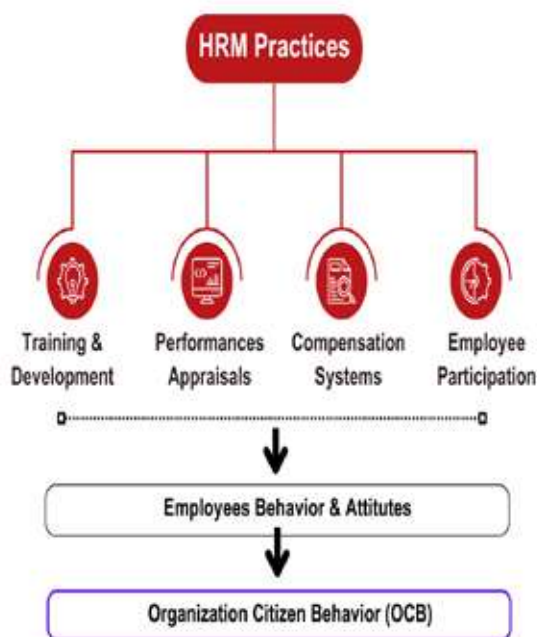 HRM Practices
Training &
Development
Performances
Appraisals
Compensation
Systems
Employee
Participation
Employees Behavior & Attitutes
Organization Citizen Behavior (OCB)